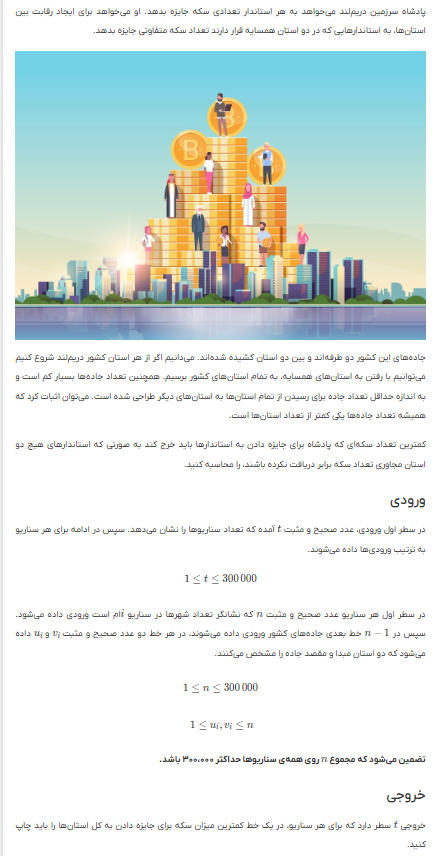 پادشاه سرزمین دریم‌لند می‌خواهد به هر استاندار تعدادی سکه جایزه بدهد. او می‌خواهد برای ایجاد رقابت بین
استان‌ها، به استاندارهایی که در دو استان همسایه قرار دارند تعداد سکه متفاوتی جایزه بدهد.
جاده‌های این کشور دو طرفه‌اند و بین دو استان کشیده شده‌اند. می‌دانیم اگر از هر استان کشور دریم‌لند شروع کنیم
می‌توانیم با رفتن به استان‌های همسایه، به تمام استان‌های کشور برسیم. همچنین تعداد جاده‌ها بسیار کم است و
به اندازه حداقل تعداد جاده برای رسیدن از تمام استان‌ها به استان‌های دیگر طراحی شده است. می‌توان اثبات کرد که
همیشه تعداد جاده‌ها یکی کمتر از تعداد استان‌ها است.
کمترین تعداد سکه‌ای که پادشاه برای جایزه دادن به استاندارها باید خرج کند به صورتی که استاندارهای هیچ دو
استان مجاوری تعداد سکه برابر دریافت نکرده باشند، را محاسبه کنید.
ورودی
در سطر اول ورودی، عدد صحیح و مثبت t آمده که تعداد سناریوها را نشان می‌دهد. سپس در ادامه برای هر سناریو
به ترتیب ورودی‌ها داده می‌شوند.
1 ≤ t ≤ 300 000
در سطر اول هر سناریو عدد صحیح و مثبت n که نشانگر تعداد شهرها در سناریو iام است ورودی داده می‌شود.
سپس در n − 1 خط بعدی جاده‌های کشور ورودی داده می‌شوند، در هر خط دو عدد صحیح و مثبت vᵢ و uᵢ داده
می‌شود که دو استان مبدا و مقصد جاده را مشخص می‌کنند.
1 ≤ n ≤ 300 000
1 ≤ uᵢ, vᵢ ≤ n
تضمین می‌شود که مجموع n روی همه‌ی سناریوها حداکثر ۳۰۰,۰۰۰ باشد.
خروجی
خروجی t سطر دارد که برای هر سناریو، در یک خط کمترین میزان سکه برای جایزه دادن به کل استان‌ها را باید چاپ
کنید.